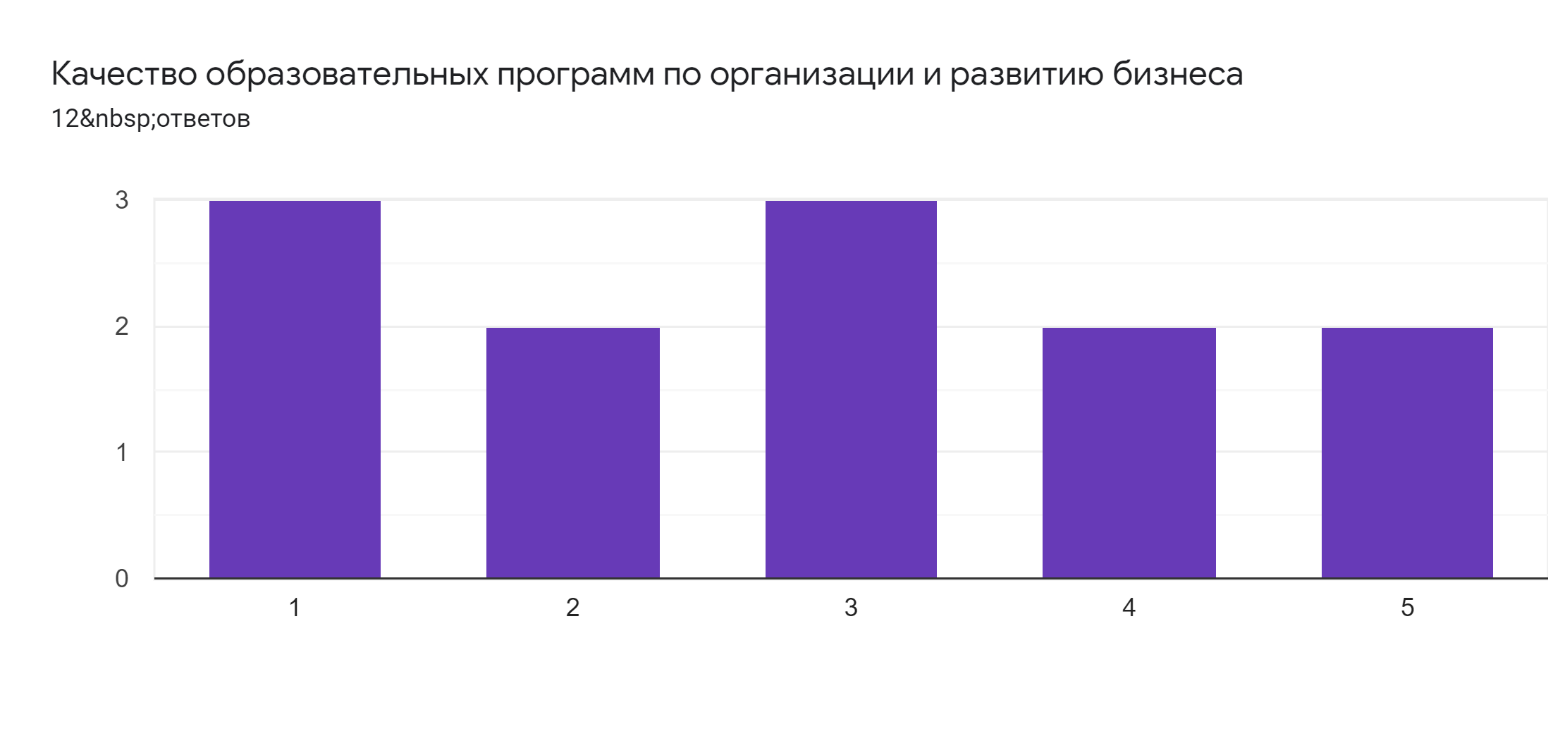 Качество образовательных программ по организации и развитию бизнеса
12&nbsp;ответов
3
2
1
0
1 2 3 4 5